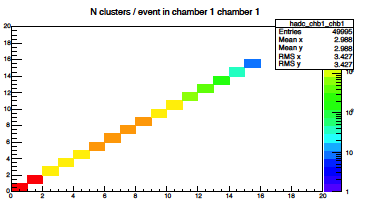 N clusters / event in chamber 1 chamber 1
hadc_chb1_chb1
Entries 49995
Mean x 2.988
Mean y 2.988
RMS x 3.427
RMS y 3.427
20
18
16
14
12
10
8
6
4
2
0
0 2 4 6 8 10 12 14 16 18 20
10
10
1